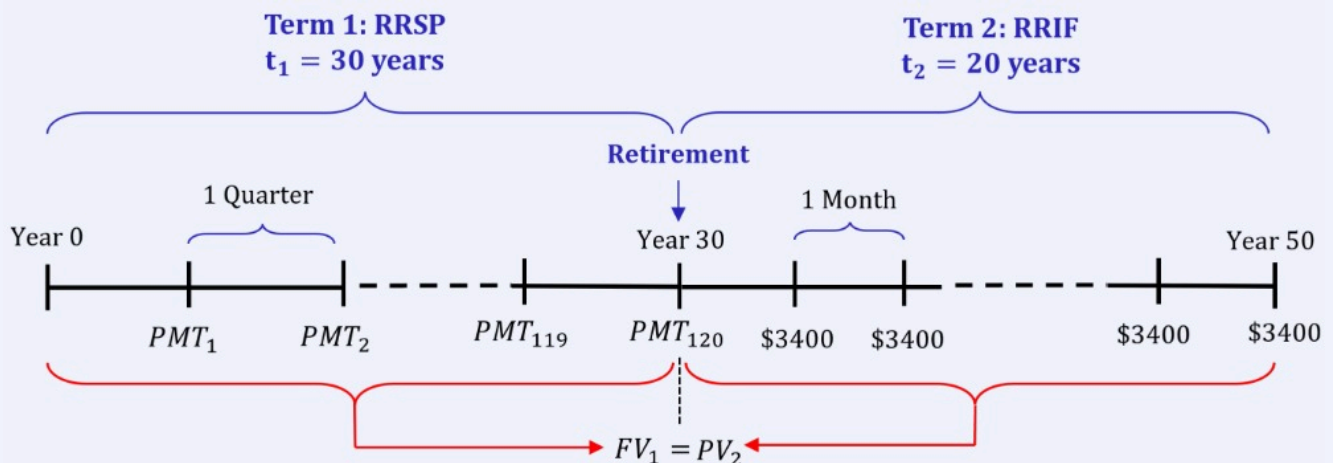 Term 1: RRSP
t₁ = 30 years
Term 2: RRIF
t₂ = 20 years
Retirement
1 Quarter
1 Month
Year 0
Year 30
Year 50
PMT₁
PMT₂
PMT₁₁₉
PMT₁₂₀
$3400
$3400
$3400
$3400
FV₁ = PV₂